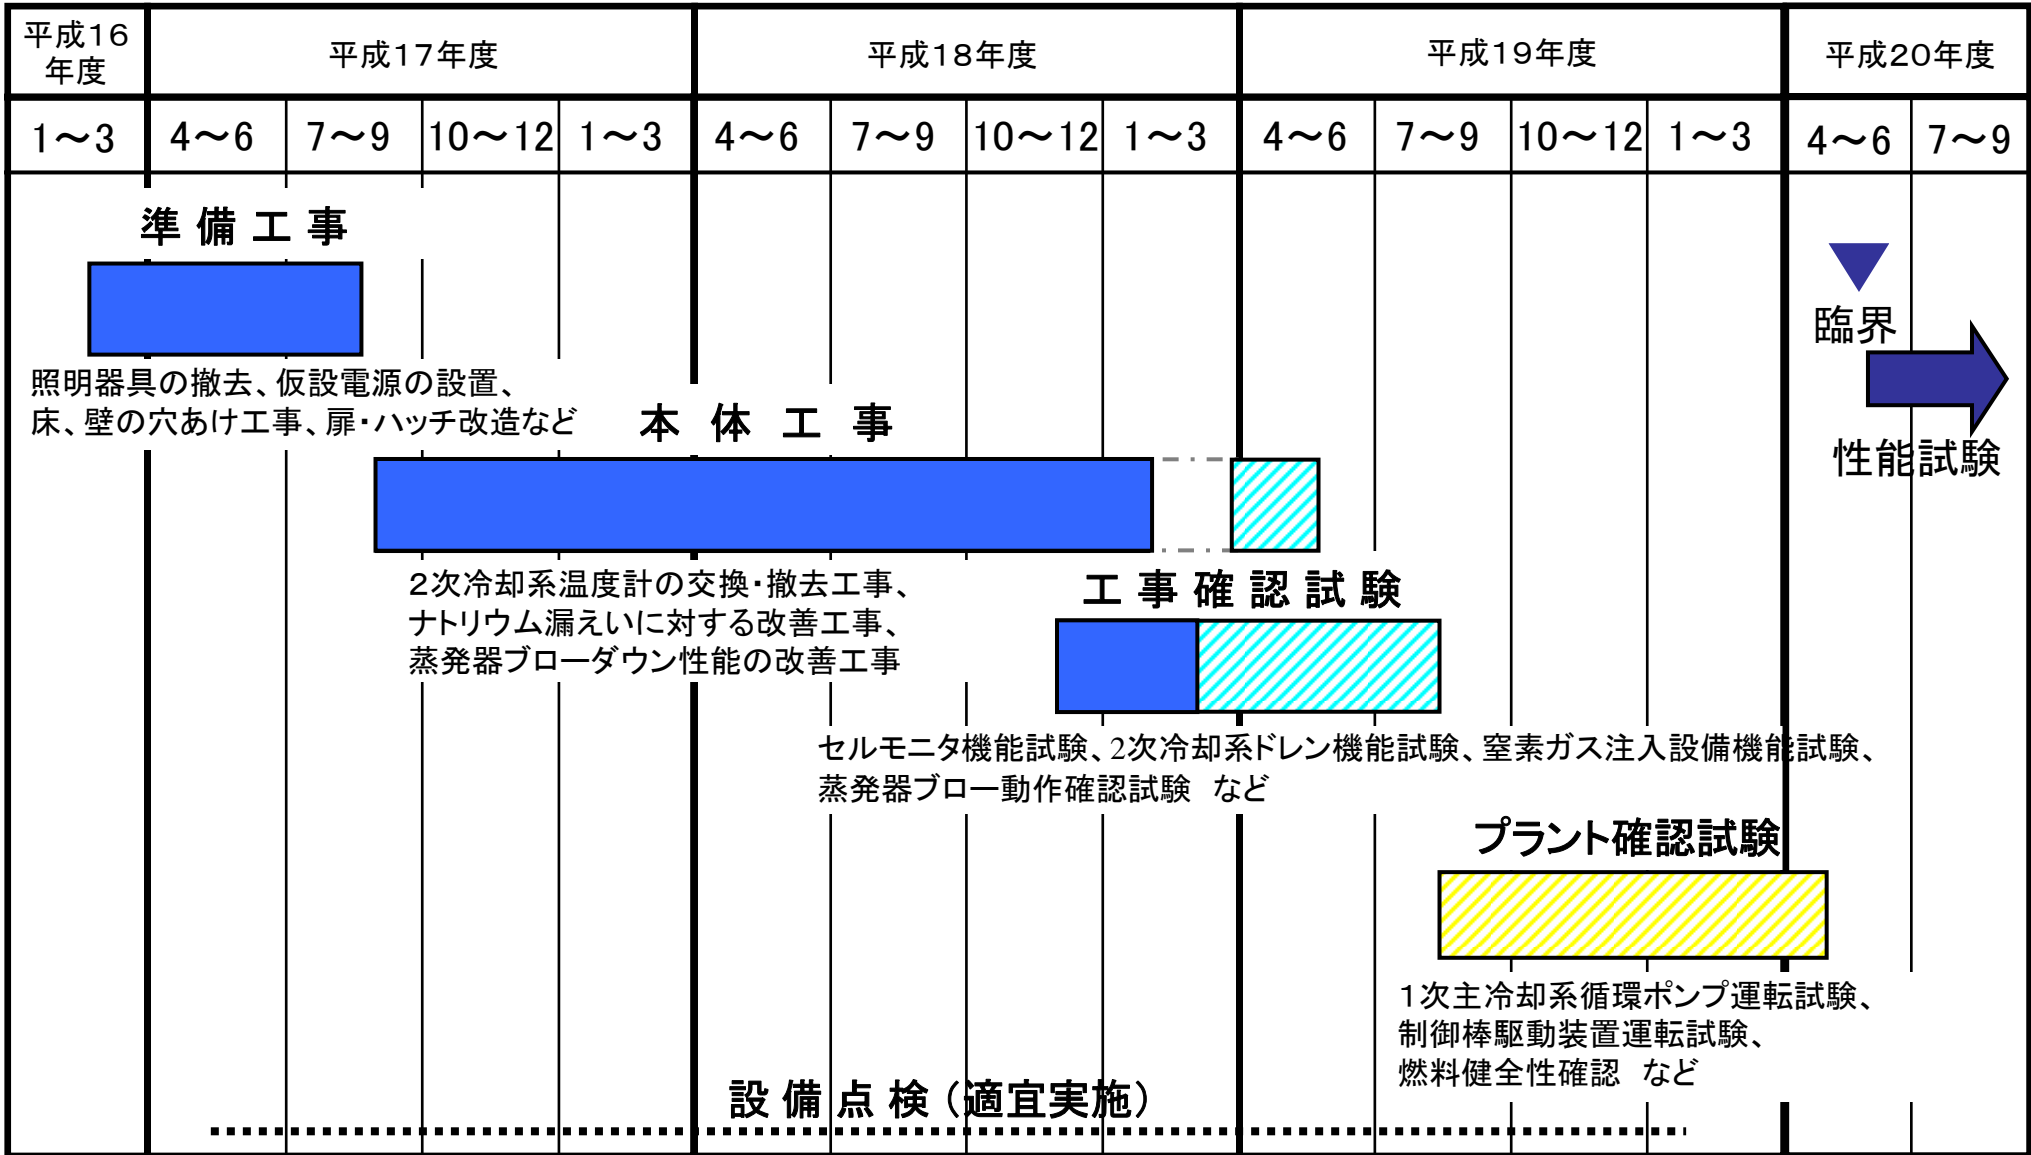 平成16
年度
平成17年度
平成18年度
平成19年度
平成20年度
1～3
4～6
7～9
10～12
1～3
4～6
7～9
10～12
1～3
4～6
7～9
10～12
1～3
4～6
7～9
準備工事
照明器具の撤去、仮設電源の設置、
床、壁の穴あけ工事、扉・ハッチ改造など
臨界
性能試験
本体工事
2次冷却系温度計の交換・撤去工事、
ナトリウム漏えいに対する改善工事、
蒸発器ブローダウン性能の改善工事
工事確認試験
セルモニタ機能試験、2次冷却系ドレン機能試験、窒素ガス注入設備機能試験、
蒸発器ブロー動作確認試験　など
プラント確認試験
1次主冷却系循環ポンプ運転試験、
制御棒駆動装置運転試験、
燃料健全性確認　など
設備点検（適宜実施）